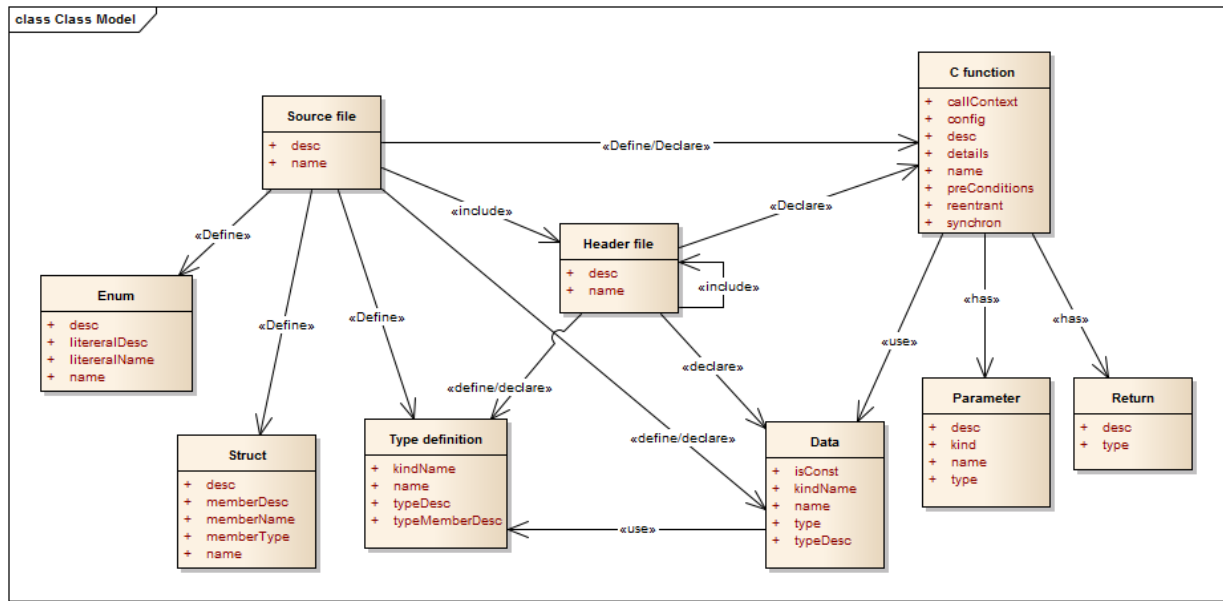 class Class Model
C function
+ callContext
+ config
+ desc
+ details
+ name
+ preConditions
+ reentrant
+ synchron
Source file
+ desc
+ name
«Define/Declare»
«include»
«Declare»
«Define»
Header file
+ desc
+ name
«include»
Enum
+ desc
+ litereralDesc
+ litereralName
+ name
«Define»
«Define»
«has»
«has»
«use»
«declare»
«define/declare»
«define/declare»
Parameter
+ desc
+ kind
+ name
+ type
Return
+ desc
+ type
Struct
+ desc
+ memberDesc
+ memberName
+ memberType
+ name
Type definition
+ kindName
+ name
+ typeDesc
+ typeMemberDesc
Data
+ isConst
+ kindName
+ name
+ type
+ typeDesc
«use»